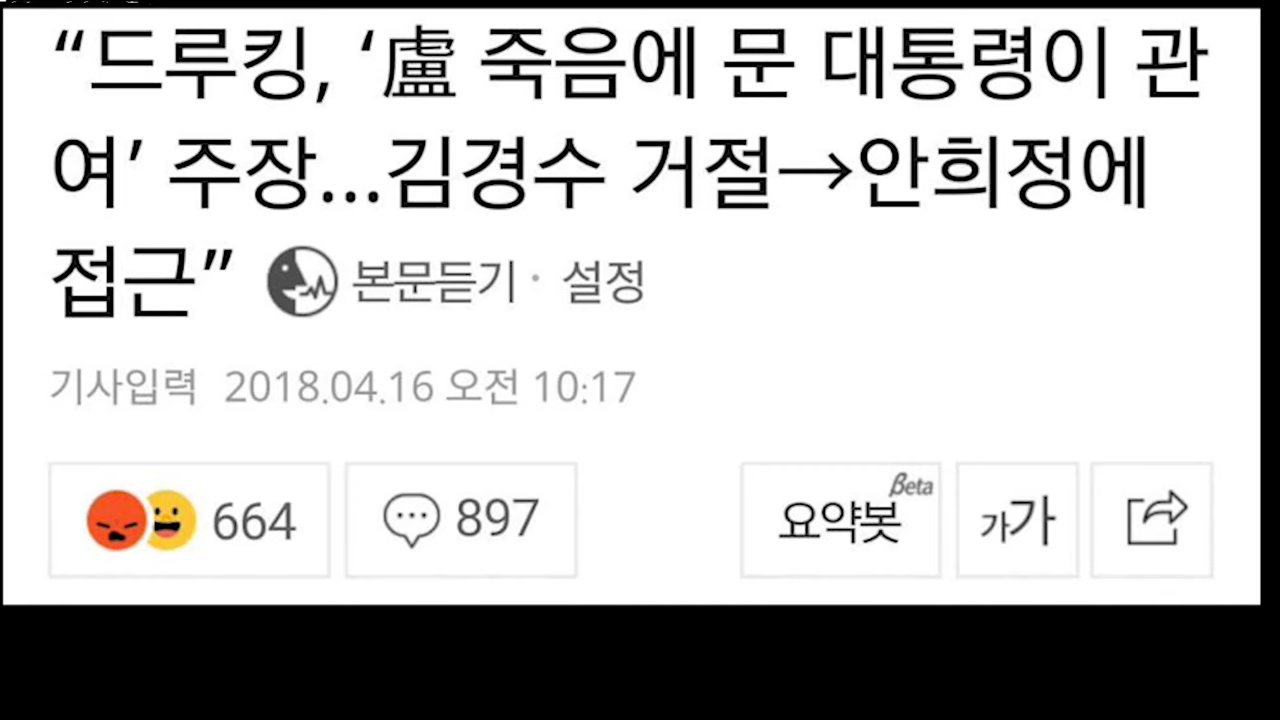 “드루킹, ‘盧 죽음에 문 대통령이 관
여’ 주장...김경수 거절→안희정에
접근” 본문듣기 · 설정
기사입력 2018.04.16 오전 10:17
664 897 요약봇 Beta 가가